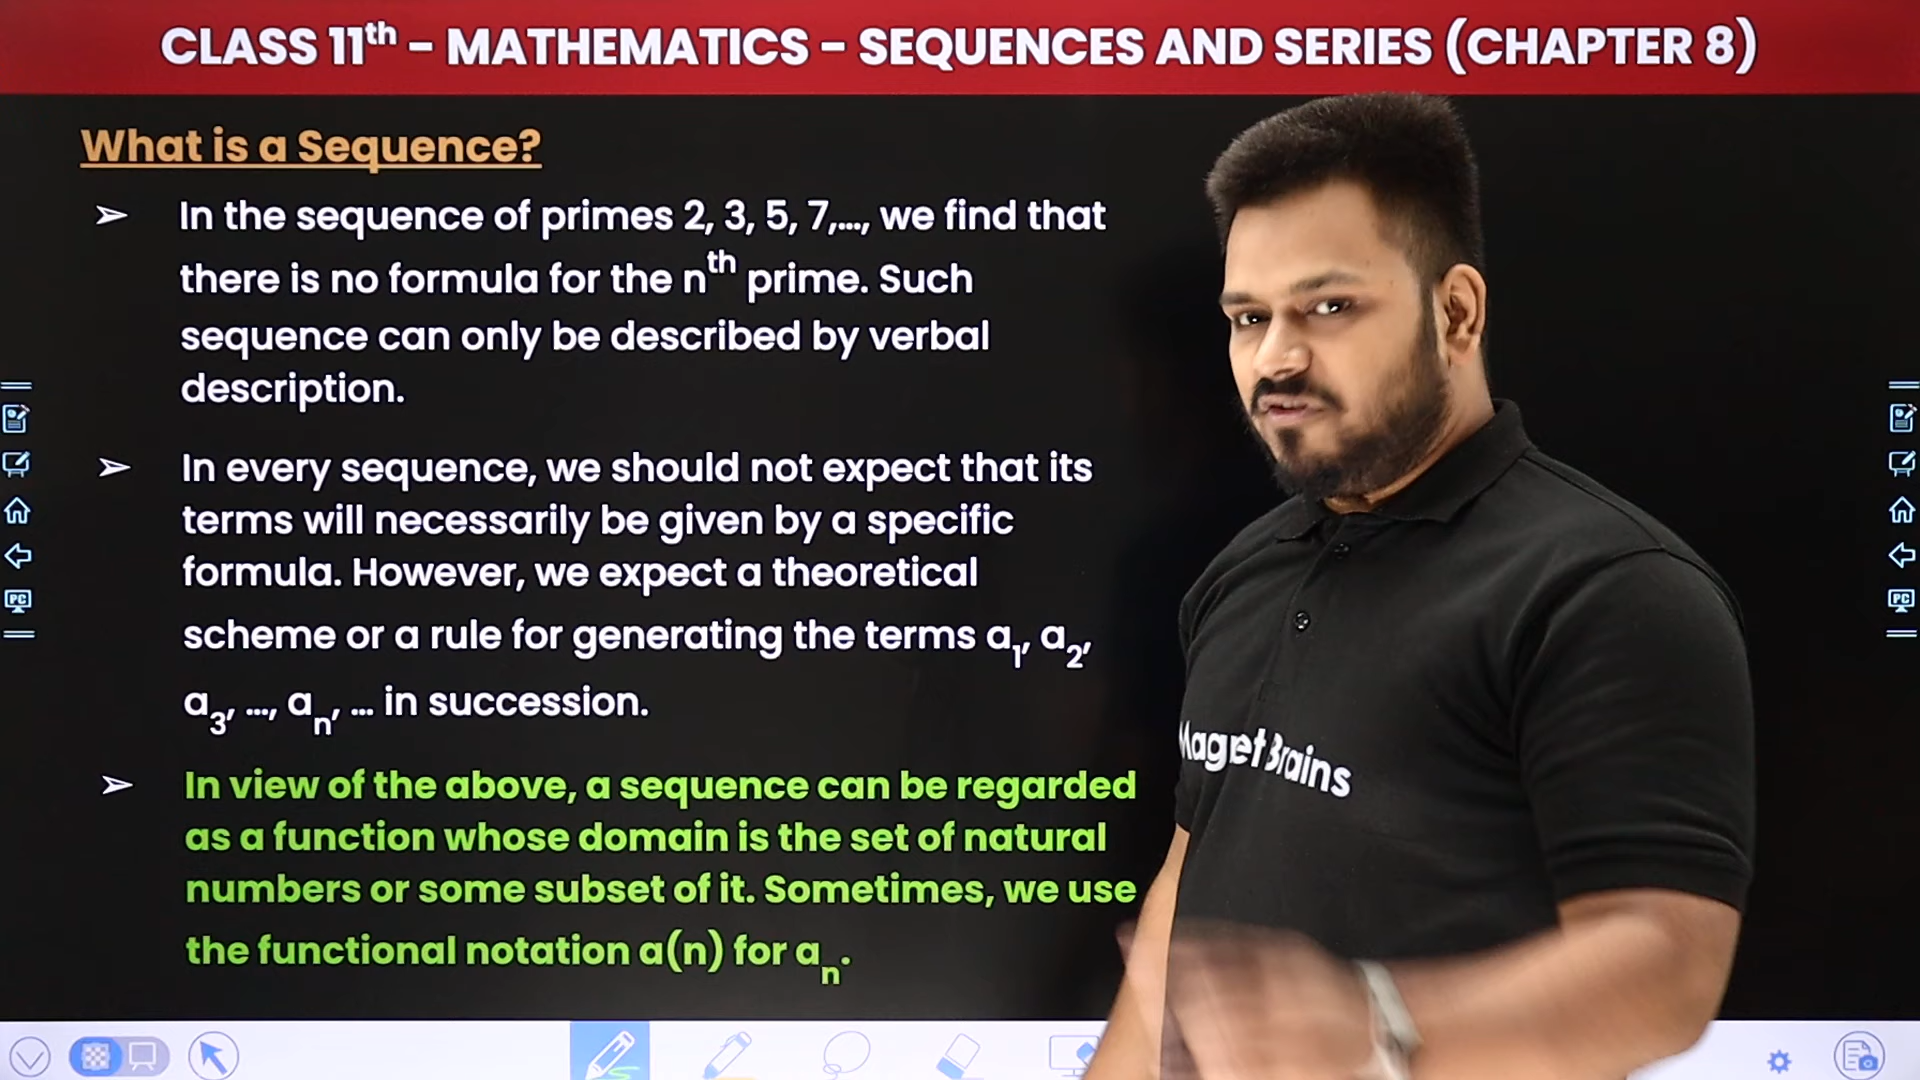 CLASS 11th – MATHEMATICS – SEQUENCES AND SERIES (CHAPTER 8)
What is a Sequence?
➢ In the sequence of primes 2, 3, 5, 7,..., we find that
there is no formula for the nth prime. Such
sequence can only be described by verbal
description.
➢ In every sequence, we should not expect that its
terms will necessarily be given by a specific
formula. However, we expect a theoretical
scheme or a rule for generating the terms a1, a2,
a3, ..., an, ... in succession.
➢ In view of the above, a sequence can be regarded
as a function whose domain is the set of natural
numbers or some subset of it. Sometimes, we use
the functional notation a(n) for an.
Magnet Brains
PC
PC